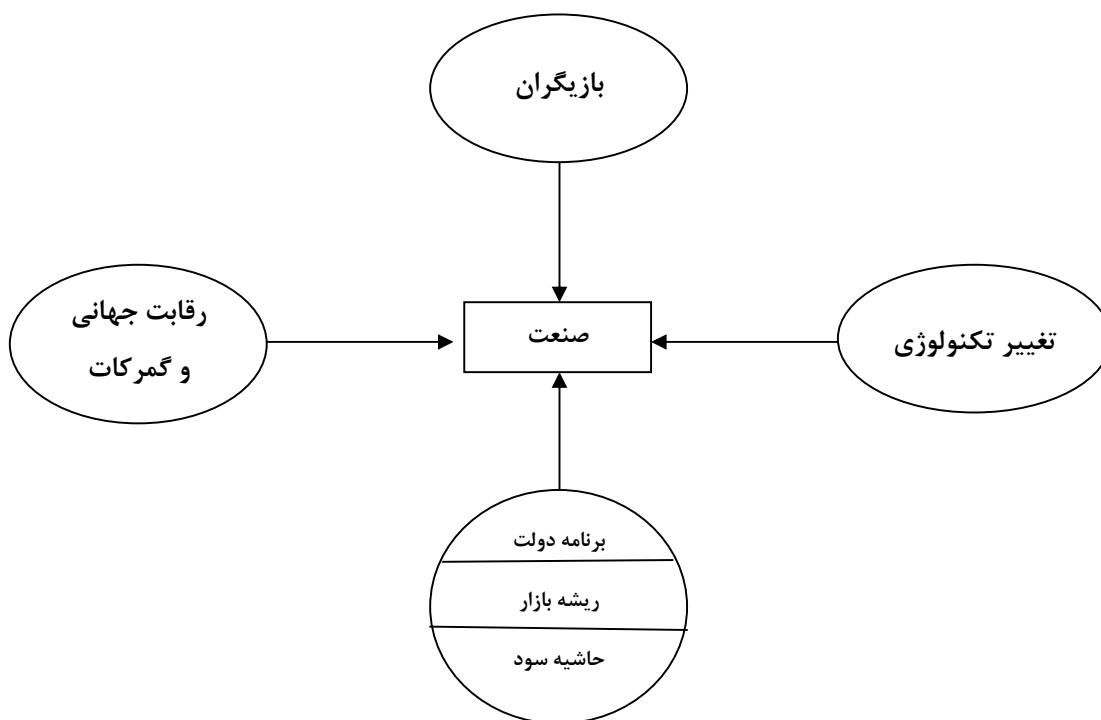 بازیگران
رقابت جهانی
و گمرکات
صنعت
تغییر تکنولوژی
برنامه دولت
ریشه بازار
حاشیه سود